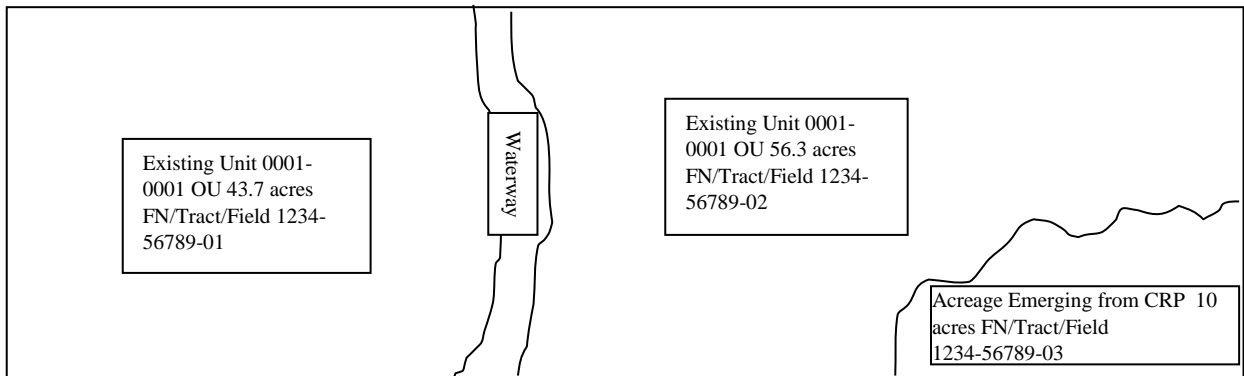 Existing Unit 0001-
0001 OU 43.7 acres
FN/Tract/Field 1234-
56789-01
Waterway
Existing Unit 0001-
0001 OU 56.3 acres
FN/Tract/Field 1234-
56789-02
Acreage Emerging from CRP 10
acres FN/Tract/Field
1234-56789-03